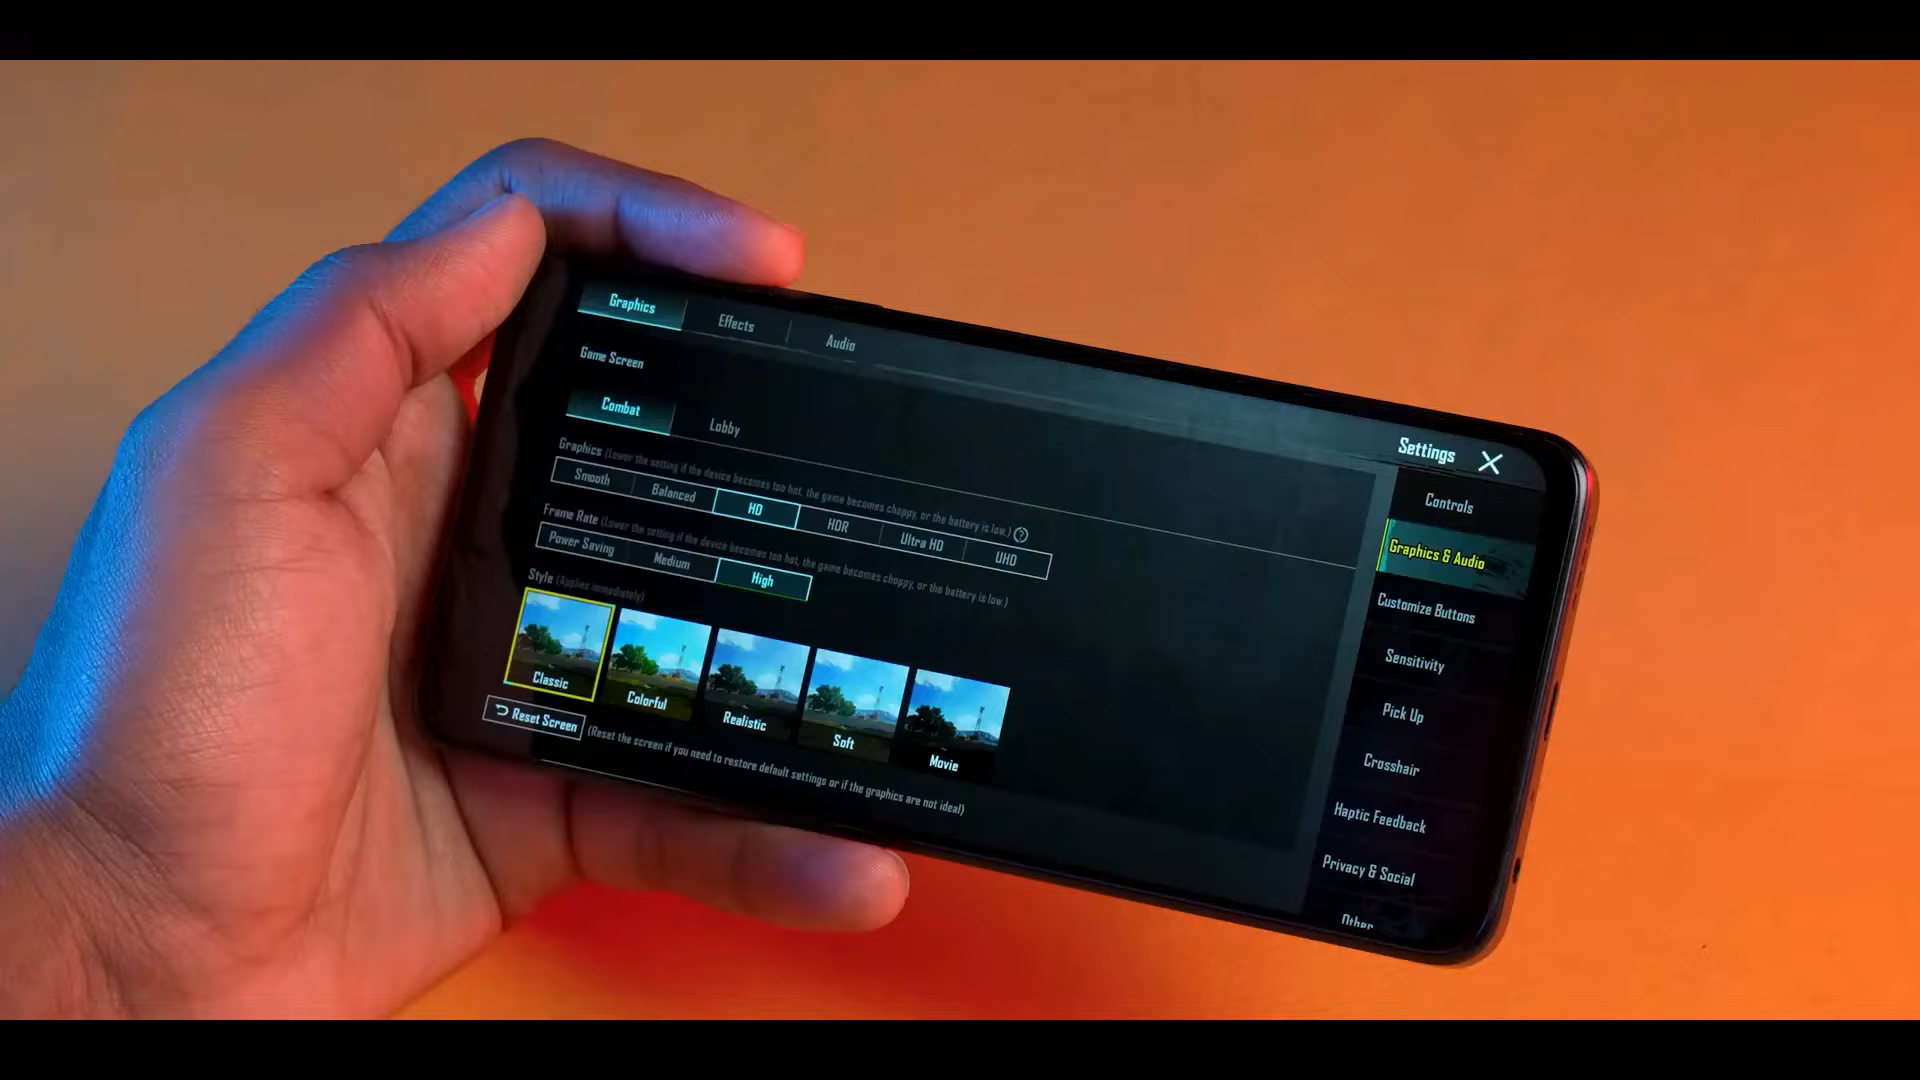 Graphics
Effects
Audio
Game Screen
Combat
Lobby
Graphics (Lower the setting if the device becomes too hot, the game becomes choppy, or the battery is low.) ?
Smooth Balanced HD HDR Ultra HD UHD
Frame Rate (Lower the setting if the device becomes too hot, the game becomes choppy, or the battery is low.)
Power Saving Medium High
Style (Applies immediately)
Classic Colorful Realistic Soft Movie
Reset Screen (Reset the screen if you need to restore default settings or if the graphics are not ideal)
Settings X
Controls
Graphics & Audio
Customize Buttons
Sensitivity
Pick Up
Crosshair
Haptic Feedback
Privacy & Social
Other